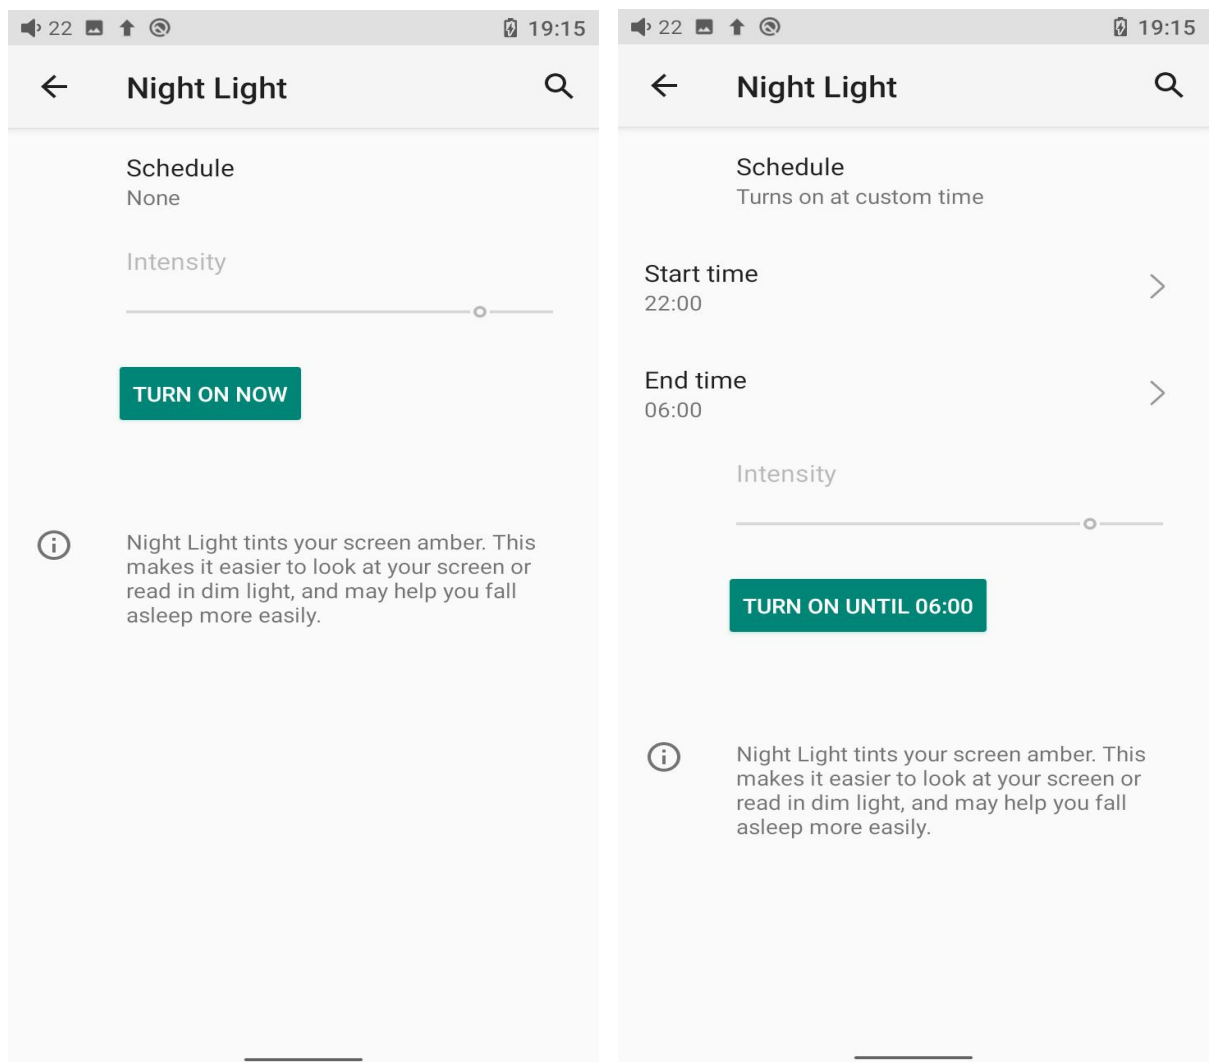 22 19:15
Night Light
Schedule
None
Intensity
TURN ON NOW
Night Light tints your screen amber. This
makes it easier to look at your screen or
read in dim light, and may help you fall
asleep more easily.
22 19:15
Night Light
Schedule
Turns on at custom time
Start time
22:00
End time
06:00
Intensity
TURN ON UNTIL 06:00
Night Light tints your screen amber. This
makes it easier to look at your screen or
read in dim light, and may help you fall
asleep more easily.